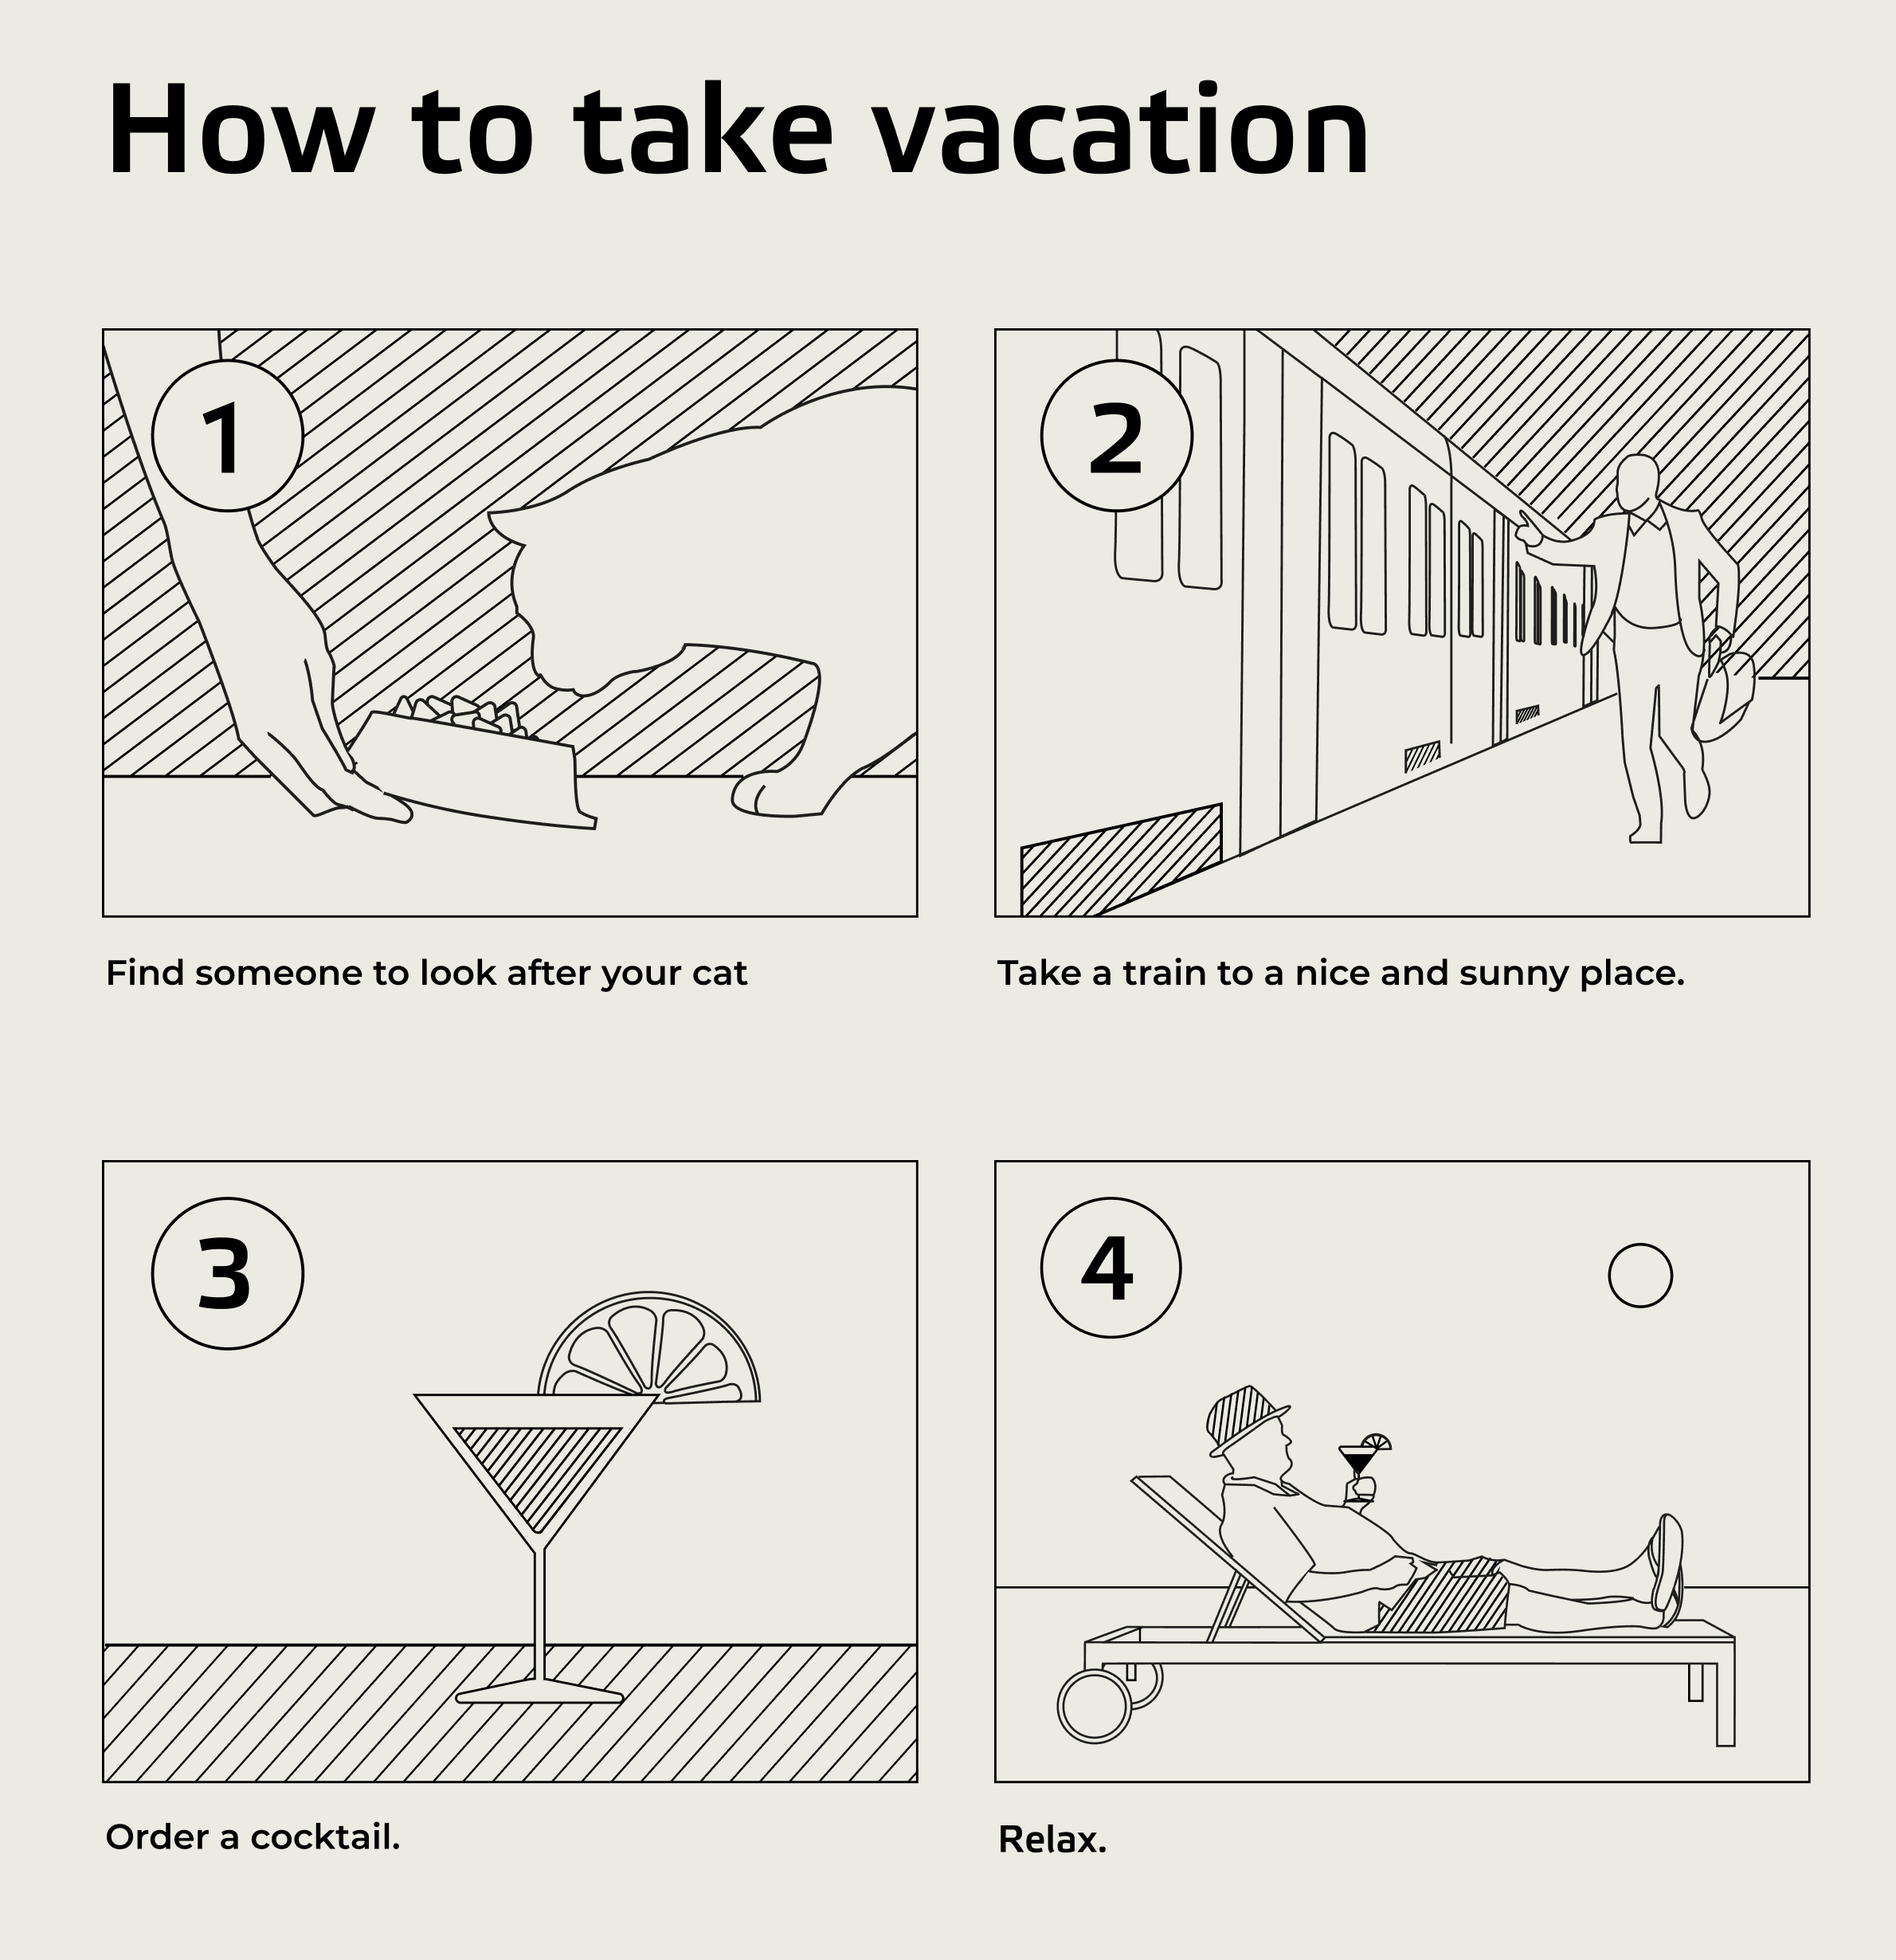 How to take vacation
1
2
Find someone to look after your cat
Take a train to a nice and sunny place.
3
4
Order a cocktail.
Relax.